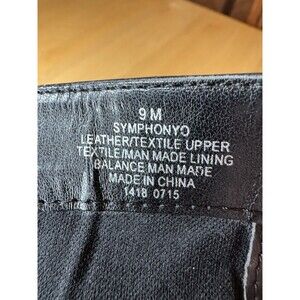 9 M
SYMPHONYO
LEATHER/TEXTILE UPPER
TEXTILE/MAN MADE LINING
BALANCE MAN MADE
MADE IN CHINA
1418 0715